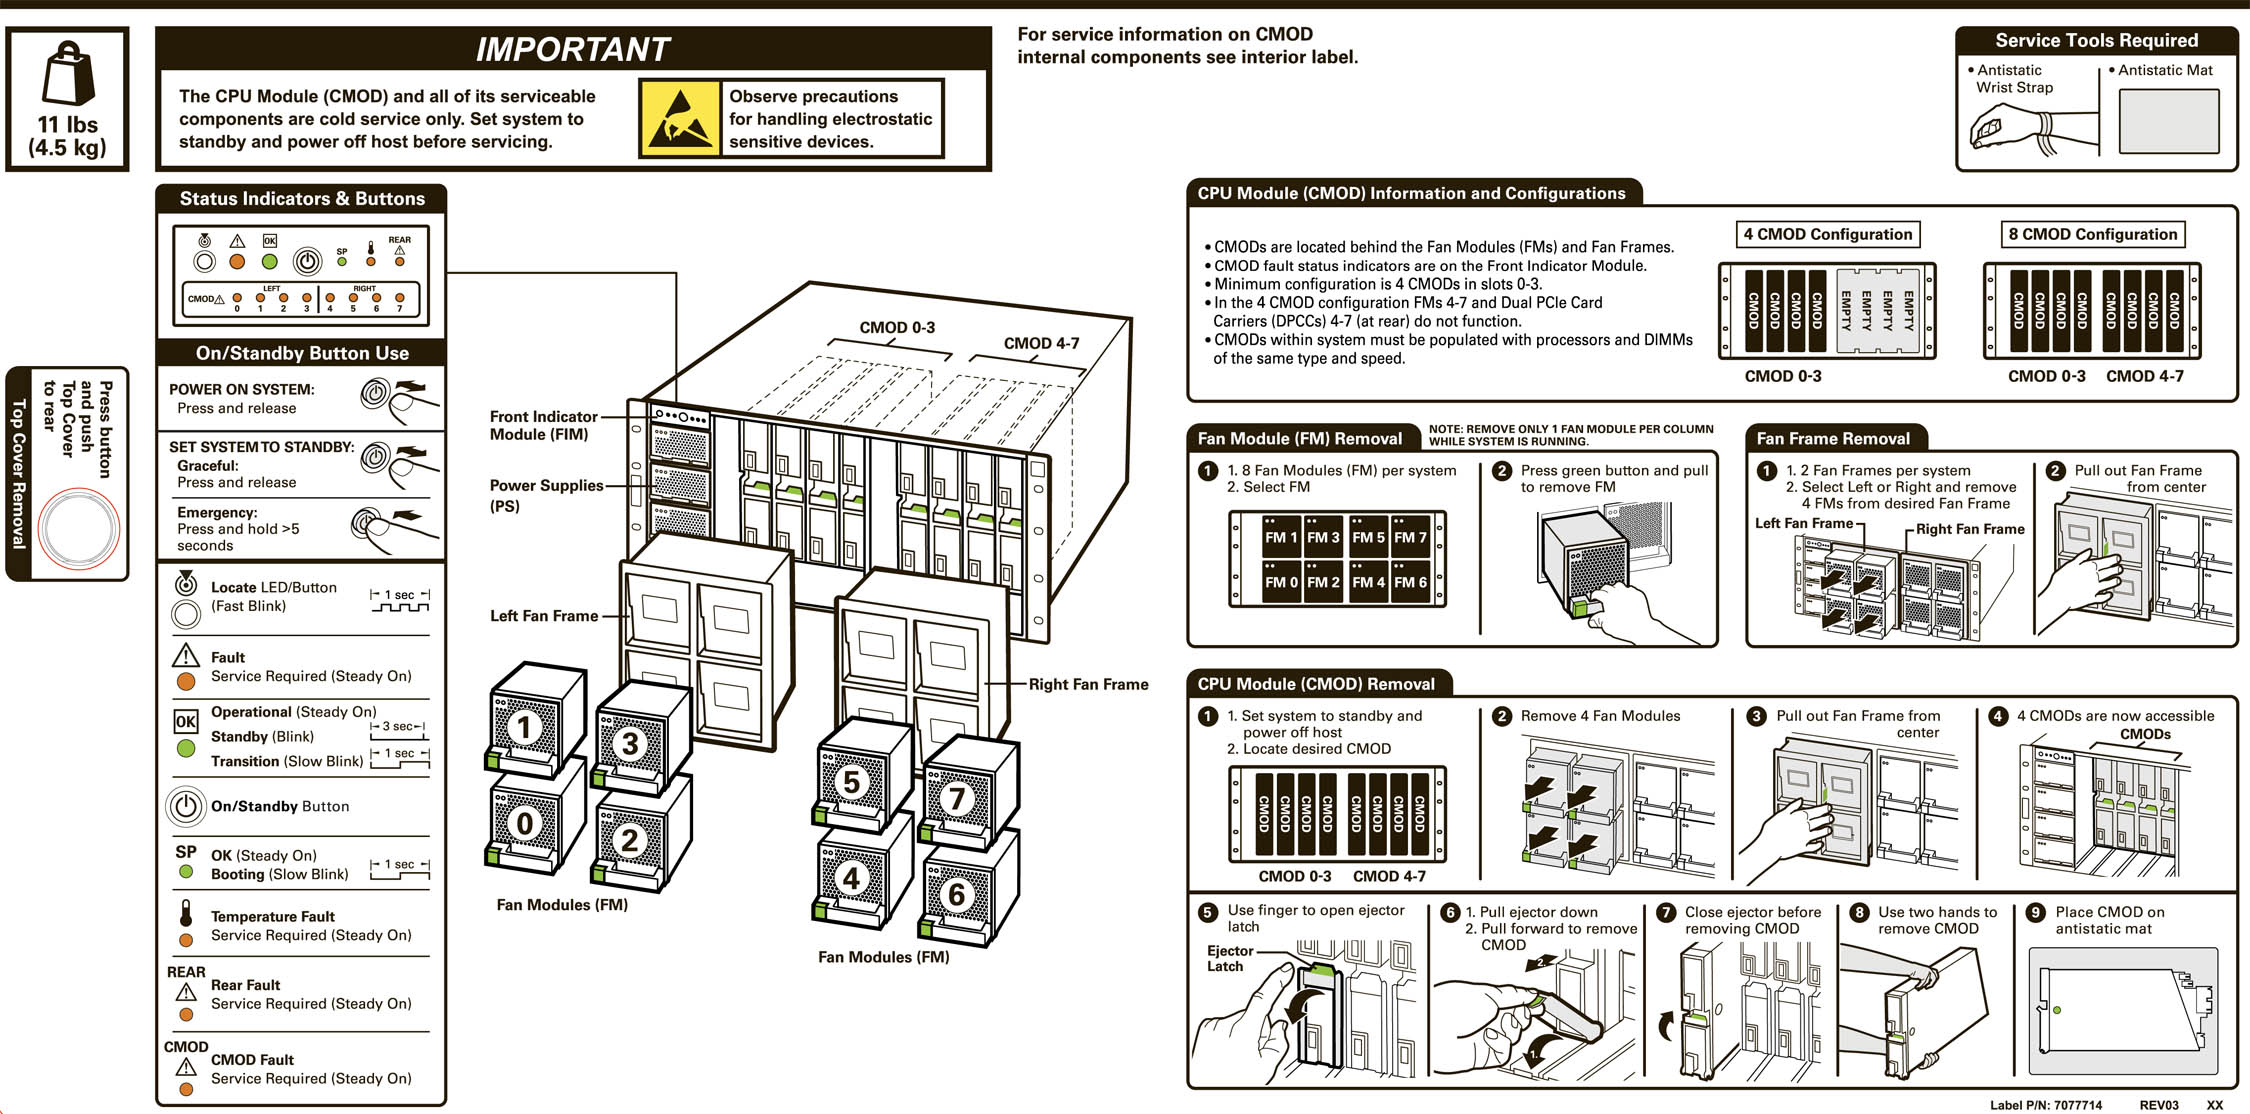 11 lbs
(4.5 kg)
IMPORTANT
The CPU Module (CMOD) and all of its serviceable
components are cold service only. Set system to
standby and power off host before servicing.
Observe precautions
for handling electrostatic
sensitive devices.
For service information on CMOD
internal components see interior label.
Service Tools Required
• Antistatic
Wrist Strap
• Antistatic Mat
Top Cover Removal
Press button
and push
Top Cover
to rear
Status Indicators & Buttons
OK
SP
REAR
LEFT
RIGHT
CMOD
0 1 2 3 4 5 6 7
On/Standby Button Use
POWER ON SYSTEM:
Press and release
SET SYSTEM TO STANDBY:
Graceful:
Press and release
Emergency:
Press and hold >5
seconds
Locate LED/Button
(Fast Blink)
1 sec
Fault
Service Required (Steady On)
OK
Operational (Steady On)
Standby (Blink)
3 sec
Transition (Slow Blink)
1 sec
On/Standby Button
SP
OK (Steady On)
Booting (Slow Blink)
1 sec
Temperature Fault
Service Required (Steady On)
REAR
Rear Fault
Service Required (Steady On)
CMOD
CMOD Fault
Service Required (Steady On)
CMOD 0-3
CMOD 4-7
Front Indicator
Module (FIM)
Power Supplies
(PS)
Left Fan Frame
Right Fan Frame
1
3
0
2
5
7
4
6
Fan Modules (FM)
Fan Modules (FM)
CPU Module (CMOD) Information and Configurations
• CMODs are located behind the Fan Modules (FMs) and Fan Frames.
• CMOD fault status indicators are on the Front Indicator Module.
• Minimum configuration is 4 CMODs in slots 0-3.
• In the 4 CMOD configuration FMs 4-7 and Dual PCIe Card
Carriers (DPCCs) 4-7 (at rear) do not function.
• CMODs within system must be populated with processors and DIMMs
of the same type and speed.
4 CMOD Configuration
CMOD CMOD CMOD CMOD EMPTY EMPTY EMPTY EMPTY
CMOD 0-3
8 CMOD Configuration
CMOD CMOD CMOD CMOD CMOD CMOD CMOD CMOD
CMOD 0-3 CMOD 4-7
Fan Module (FM) Removal
NOTE: REMOVE ONLY 1 FAN MODULE PER COLUMN
WHILE SYSTEM IS RUNNING.
1 1. 8 Fan Modules (FM) per system
2. Select FM
FM 1 FM 3 FM 5 FM 7
FM 0 FM 2 FM 4 FM 6
2 Press green button and pull
to remove FM
Fan Frame Removal
1 1. 2 Fan Frames per system
2. Select Left or Right and remove
4 FMs from desired Fan Frame
Left Fan Frame
Right Fan Frame
2 Pull out Fan Frame
from center
CPU Module (CMOD) Removal
1 1. Set system to standby and
power off host
2. Locate desired CMOD
CMOD CMOD CMOD CMOD CMOD CMOD CMOD CMOD
CMOD 0-3 CMOD 4-7
2 Remove 4 Fan Modules
3 Pull out Fan Frame from
center
4 4 CMODs are now accessible
CMODs
5 Use finger to open ejector
latch
Ejector
Latch
6 1. Pull ejector down
2. Pull forward to remove
CMOD
2.
1.
7 Close ejector before
removing CMOD
8 Use two hands to
remove CMOD
9 Place CMOD on
antistatic mat
Label P/N: 7077714 REV03 XX